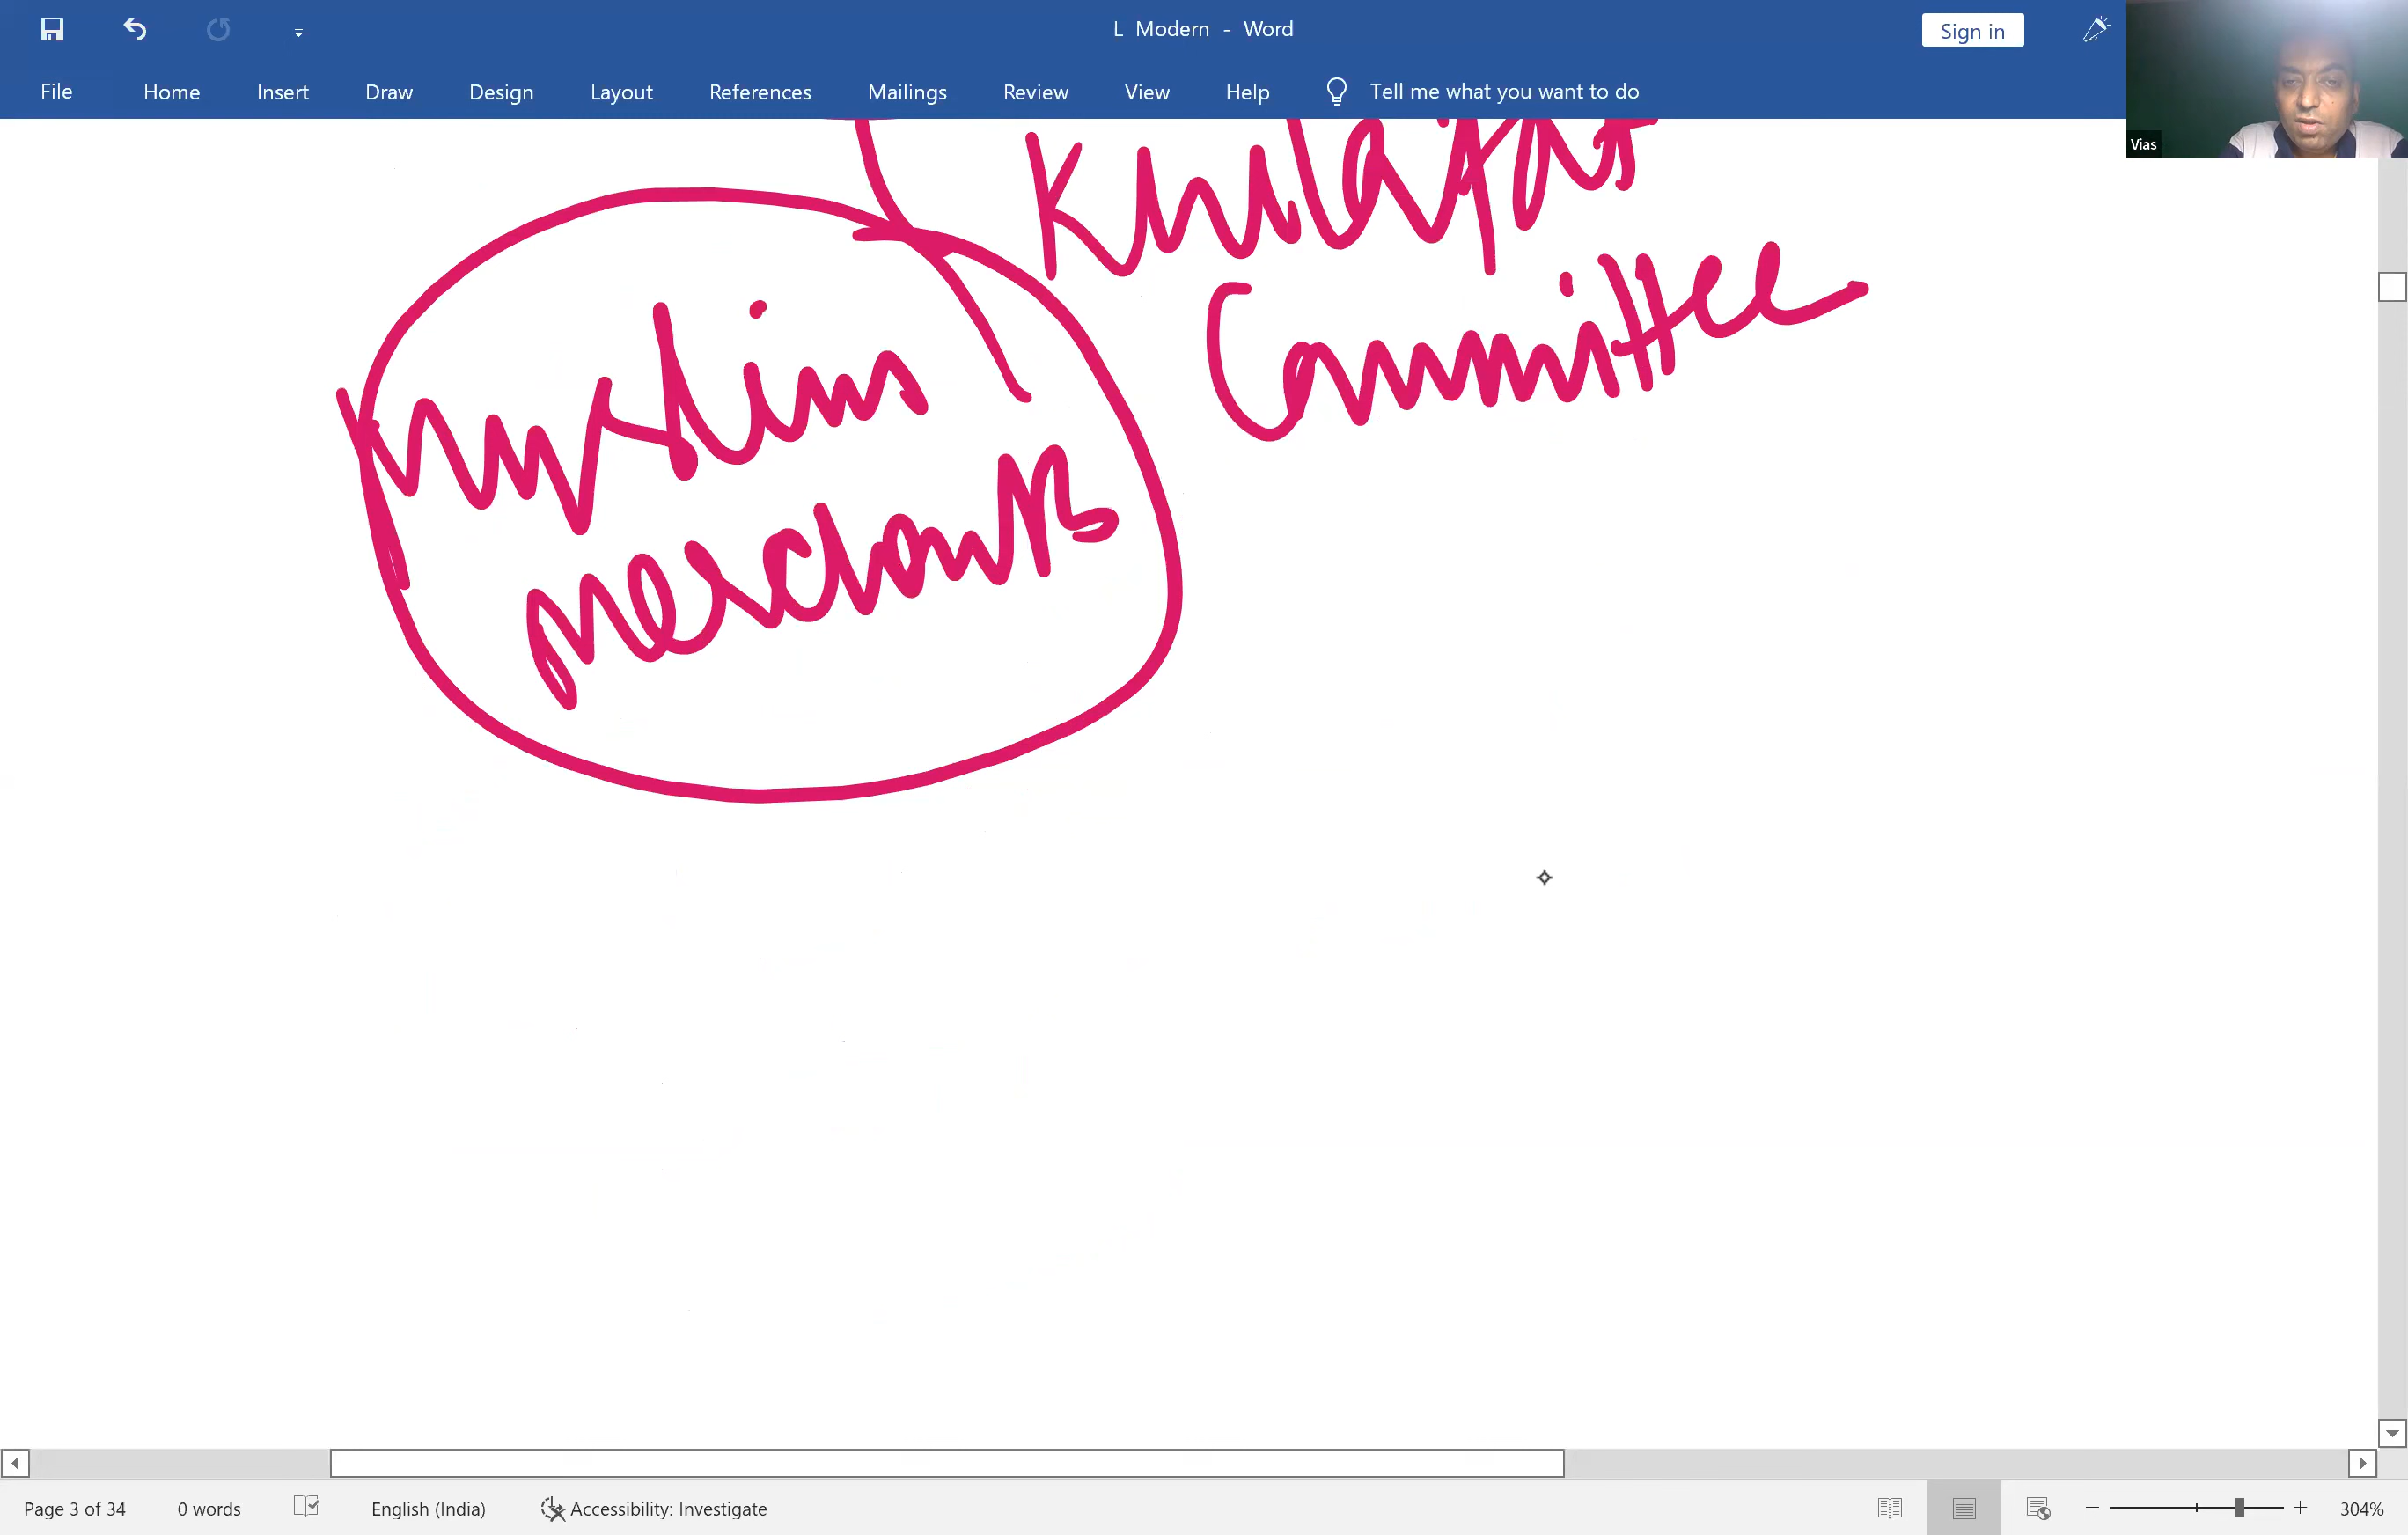 L Modern - Word
Sign in
File Home Insert Draw Design Layout References Mailings Review View Help Tell me what you want to do
Vias
Khilafat
Committee
Muslim
merchants
Page 3 of 34 0 words English (India) Accessibility: Investigate 304%